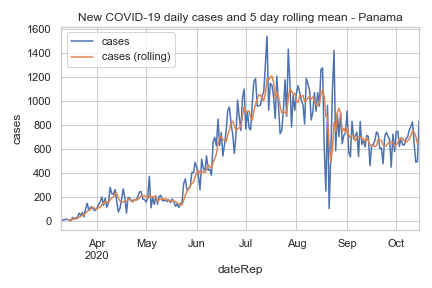 New COVID-19 daily cases and 5 day rolling mean - Panama
cases
cases (rolling)
1600
1400
1200
1000
800
600
400
200
0
cases
Apr
2020
May
Jun
Jul
Aug
Sep
Oct
dateRep